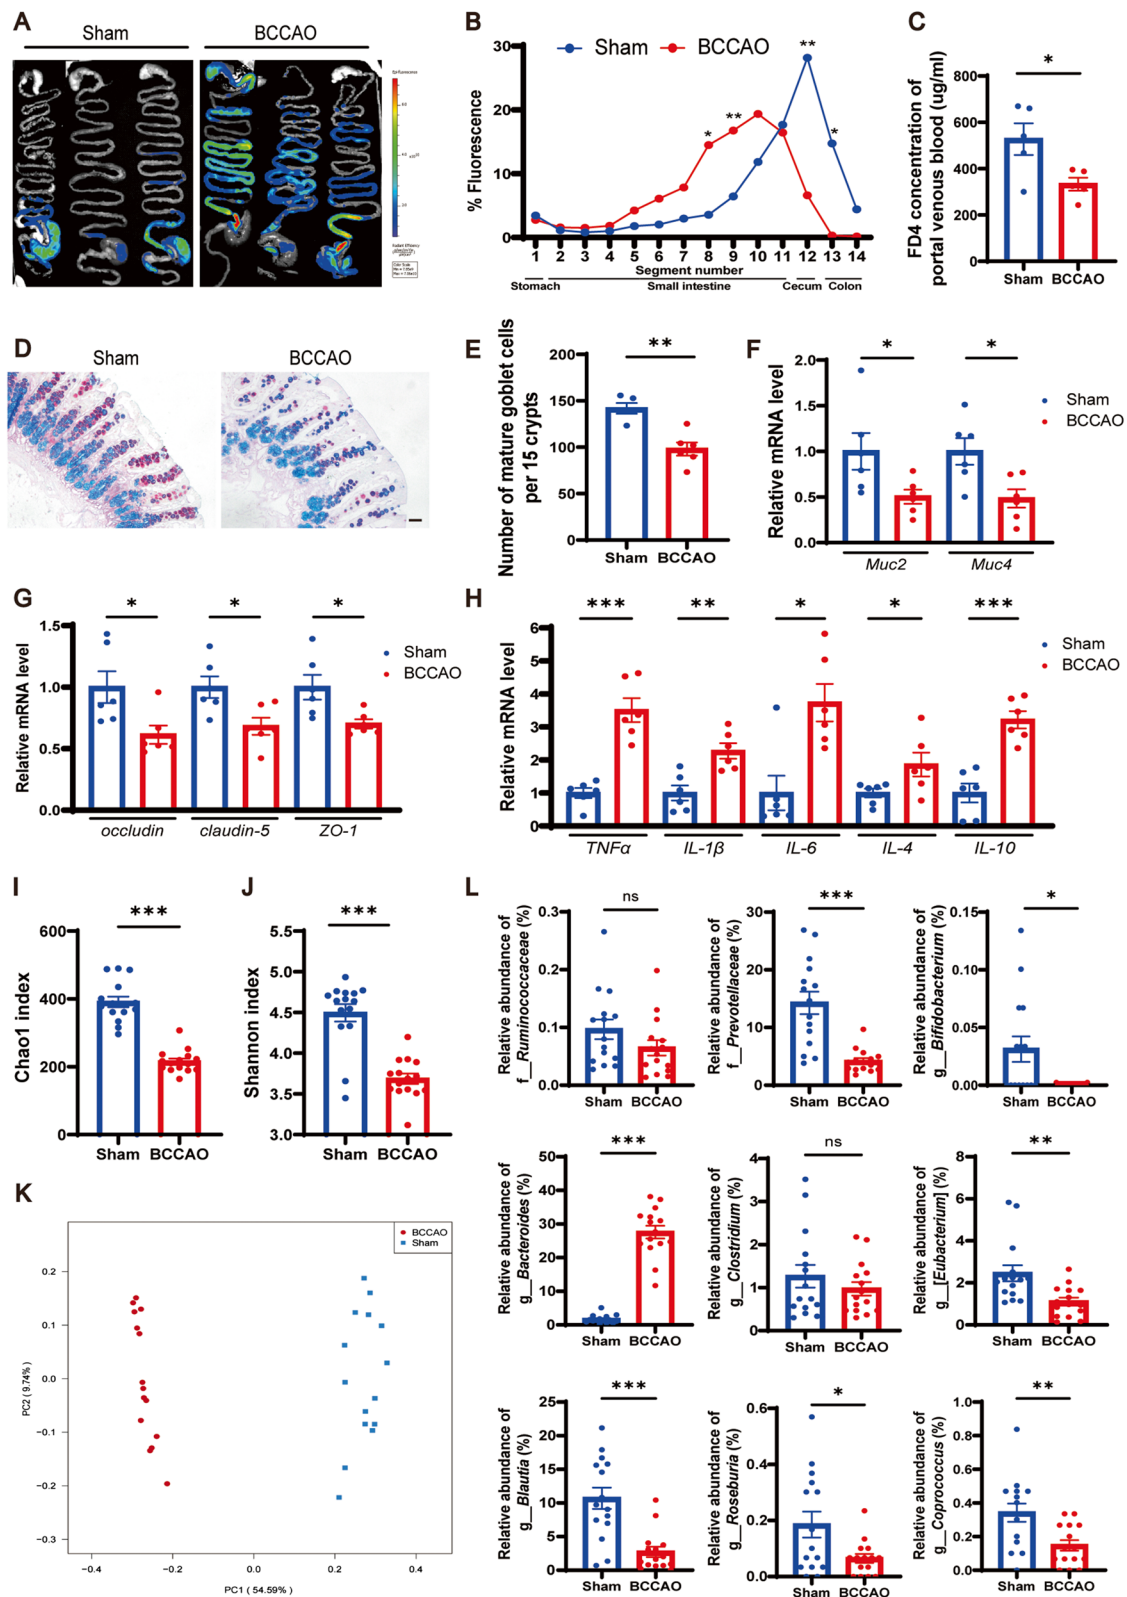 A
Sham
BCCAO
B
Sham
BCCAO
% Fluorescence
30
20
10
0
*
**
**
*
1 2 3 4 5 6 7 8 9 10 11 12 13 14
Segment number
Stomach
Small intestine
Cecum
Colon
C
FD4 concentration of
portal venous blood (ug/ml)
800
600
400
200
0
*
Sham
BCCAO
D
Sham
BCCAO
E
Number of mature goblet cells
per 15 crypts
200
150
100
50
0
**
Sham
BCCAO
F
Relative mRNA level
2.0
1.5
1.0
0.5
0.0
*
*
Sham
BCCAO
Muc2
Muc4
G
Relative mRNA level
1.5
1.0
0.5
0.0
*
*
*
Sham
BCCAO
occludin
claudin-5
ZO-1
H
Relative mRNA level
6
5
4
3
2
1
0
***
**
*
*
***
Sham
BCCAO
TNFα
IL-1β
IL-6
IL-4
IL-10
I
Chao1 index
600
400
200
0
***
Sham
BCCAO
J
Shannon index
5.5
5.0
4.5
4.0
3.5
3.0
***
Sham
BCCAO
K
BCCAO
Sham
PC2 ( 9.74% )
0.2
0.1
0.0
−0.1
−0.2
−0.3
−0.4
−0.2
0.0
0.2
0.4
PC1 ( 54.59% )
L
Relative abundance of
f__Ruminococcaceae (%)
0.3
0.2
0.1
0.0
ns
Sham
BCCAO
Relative abundance of
f__Prevotellaceae (%)
30
20
10
0
***
Sham
BCCAO
Relative abundance of
g__Bifidobacterium (%)
0.15
0.10
0.05
0.00
*
Sham
BCCAO
Relative abundance of
g__Bacteroides (%)
50
40
30
20
10
0
***
Sham
BCCAO
Relative abundance of
g__Clostridium (%)
4
3
2
1
0
ns
Sham
BCCAO
Relative abundance of
g__[Eubacterium] (%)
8
6
4
2
0
**
Sham
BCCAO
Relative abundance of
g__Blautia (%)
25
20
15
10
5
0
***
Sham
BCCAO
Relative abundance of
g__Roseburia (%)
0.6
0.4
0.2
0.0
*
Sham
BCCAO
Relative abundance of
g__Coprococcus (%)
1.0
0.8
0.6
0.4
0.2
0.0
**
Sham
BCCAO